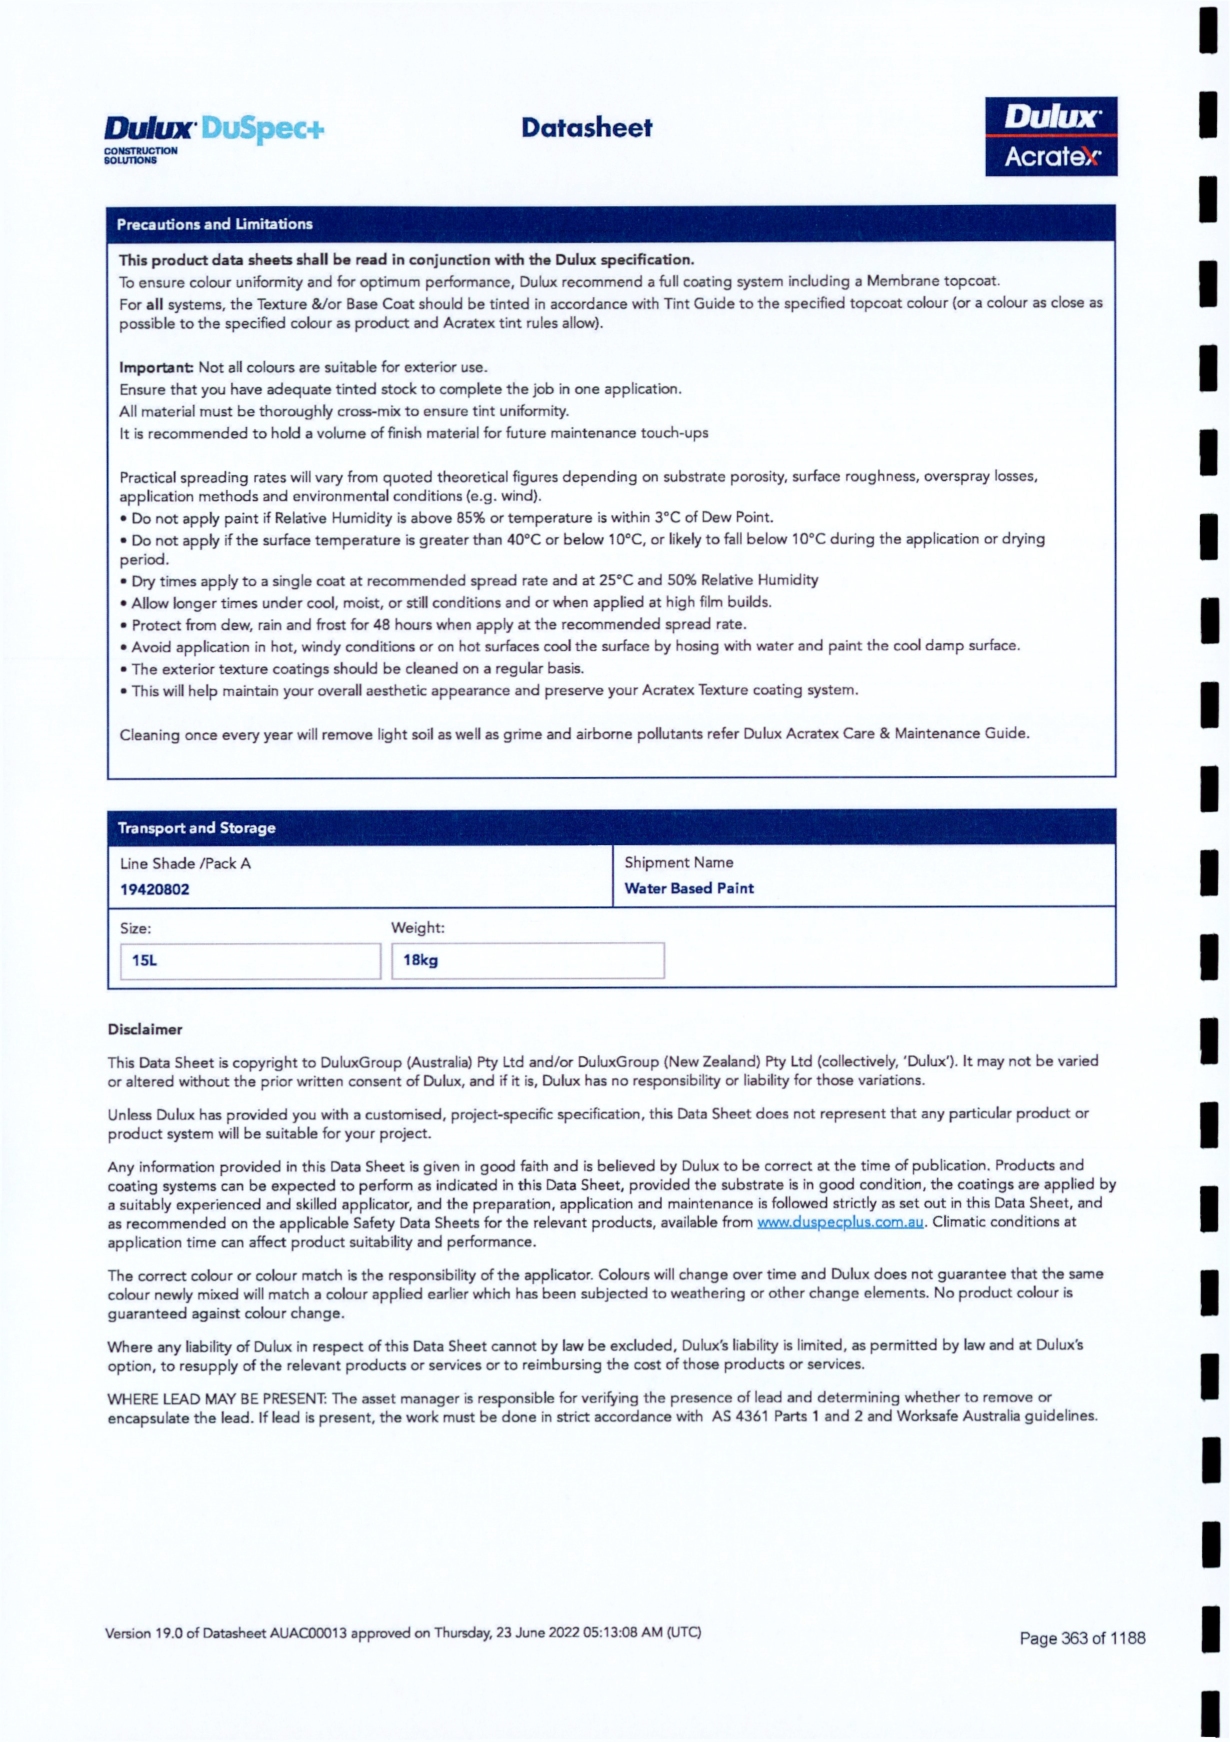 Dulux DuSpec+
CONSTRUCTION
SOLUTIONS
Datasheet
Dulux
Acratex
Precautions and Limitations
This product data sheets shall be read in conjunction with the Dulux specification.
To ensure colour uniformity and for optimum performance, Dulux recommend a full coating system including a Membrane topcoat.
For all systems, the Texture &/or Base Coat should be tinted in accordance with Tint Guide to the specified topcoat colour (or a colour as close as
possible to the specified colour as product and Acratex tint rules allow).
Important: Not all colours are suitable for exterior use.
Ensure that you have adequate tinted stock to complete the job in one application.
All material must be thoroughly cross-mix to ensure tint uniformity.
It is recommended to hold a volume of finish material for future maintenance touch-ups
Practical spreading rates will vary from quoted theoretical figures depending on substrate porosity, surface roughness, overspray losses,
application methods and environmental conditions (e.g. wind).
• Do not apply paint if Relative Humidity is above 85% or temperature is within 3°C of Dew Point.
• Do not apply if the surface temperature is greater than 40°C or below 10°C, or likely to fall below 10°C during the application or drying
period.
• Dry times apply to a single coat at recommended spread rate and at 25°C and 50% Relative Humidity
• Allow longer times under cool, moist, or still conditions and or when applied at high film builds.
• Protect from dew, rain and frost for 48 hours when apply at the recommended spread rate.
• Avoid application in hot, windy conditions or on hot surfaces cool the surface by hosing with water and paint the cool damp surface.
• The exterior texture coatings should be cleaned on a regular basis.
• This will help maintain your overall aesthetic appearance and preserve your Acratex Texture coating system.
Cleaning once every year will remove light soil as well as grime and airborne pollutants refer Dulux Acratex Care & Maintenance Guide.
Transport and Storage
Line Shade /Pack A
19420802
Shipment Name
Water Based Paint
Size:
15L
Weight:
18kg
Disclaimer
This Data Sheet is copyright to DuluxGroup (Australia) Pty Ltd and/or DuluxGroup (New Zealand) Pty Ltd (collectively, 'Dulux'). It may not be varied
or altered without the prior written consent of Dulux, and if it is, Dulux has no responsibility or liability for those variations.
Unless Dulux has provided you with a customised, project-specific specification, this Data Sheet does not represent that any particular product or
product system will be suitable for your project.
Any information provided in this Data Sheet is given in good faith and is believed by Dulux to be correct at the time of publication. Products and
coating systems can be expected to perform as indicated in this Data Sheet, provided the substrate is in good condition, the coatings are applied by
a suitably experienced and skilled applicator, and the preparation, application and maintenance is followed strictly as set out in this Data Sheet, and
as recommended on the applicable Safety Data Sheets for the relevant products, available from www.duspecplus.com.au. Climatic conditions at
application time can affect product suitability and performance.
The correct colour or colour match is the responsibility of the applicator. Colours will change over time and Dulux does not guarantee that the same
colour newly mixed will match a colour applied earlier which has been subjected to weathering or other change elements. No product colour is
guaranteed against colour change.
Where any liability of Dulux in respect of this Data Sheet cannot by law be excluded, Dulux's liability is limited, as permitted by law and at Dulux's
option, to resupply of the relevant products or services or to reimbursing the cost of those products or services.
WHERE LEAD MAY BE PRESENT: The asset manager is responsible for verifying the presence of lead and determining whether to remove or
encapsulate the lead. If lead is present, the work must be done in strict accordance with AS 4361 Parts 1 and 2 and Worksafe Australia guidelines.
Version 19.0 of Datasheet AUAC00013 approved on Thursday, 23 June 2022 05:13:08 AM (UTC)
Page 363 of 1188